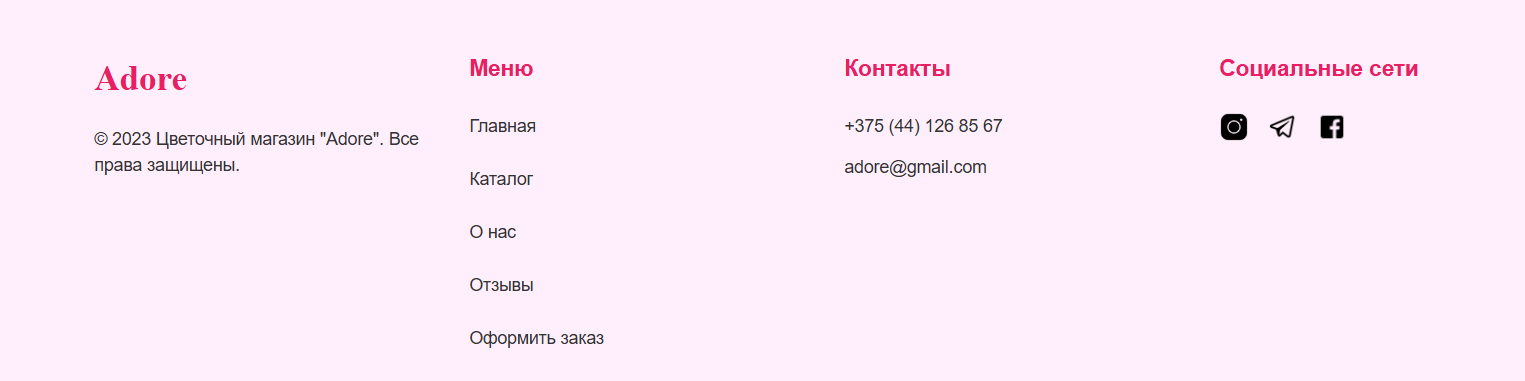 Adore
© 2023 Цветочный магазин "Adore". Все
права защищены.
Меню
Главная
Каталог
О нас
Отзывы
Оформить заказ
Контакты
+375 (44) 126 85 67
adore@gmail.com
Социальные сети